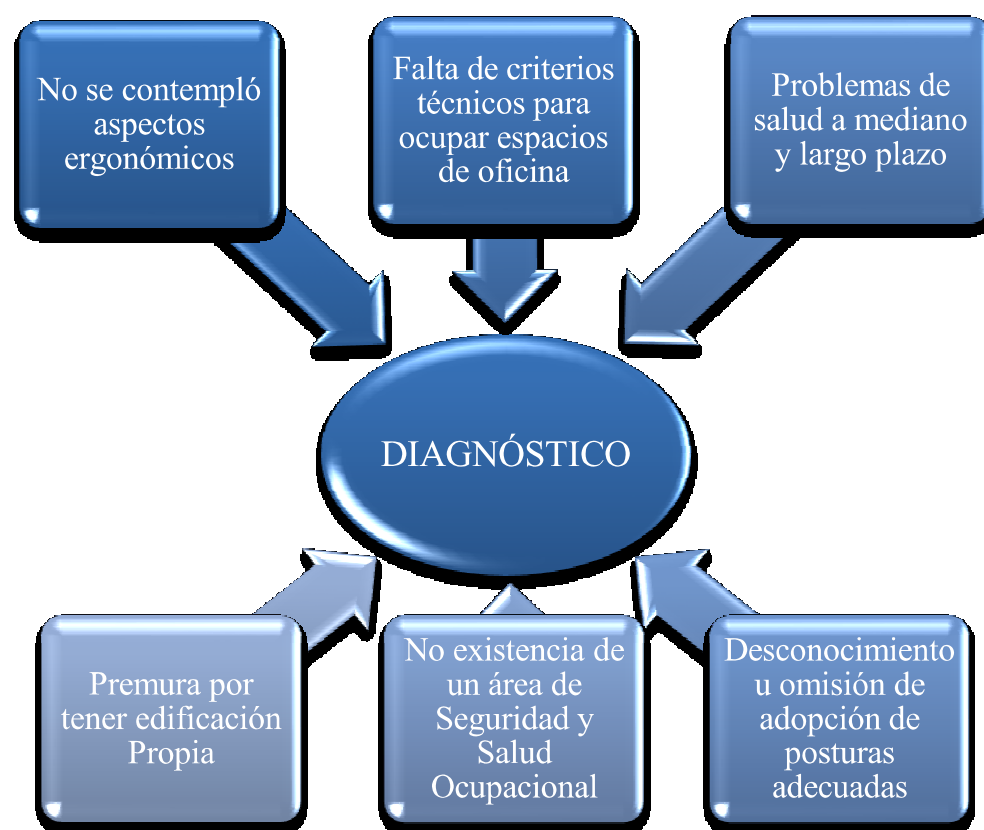 No se contempló
aspectos
ergonómicos
Falta de criterios
técnicos para
ocupar espacios
de oficina
Problemas de
salud a mediano
y largo plazo
DIAGNÓSTICO
Premura por
tener edificación
Propia
No existencia de
un área de
Seguridad y
Salud
Ocupacional
Desconocimiento
u omisión de
adopción de
posturas
adecuadas